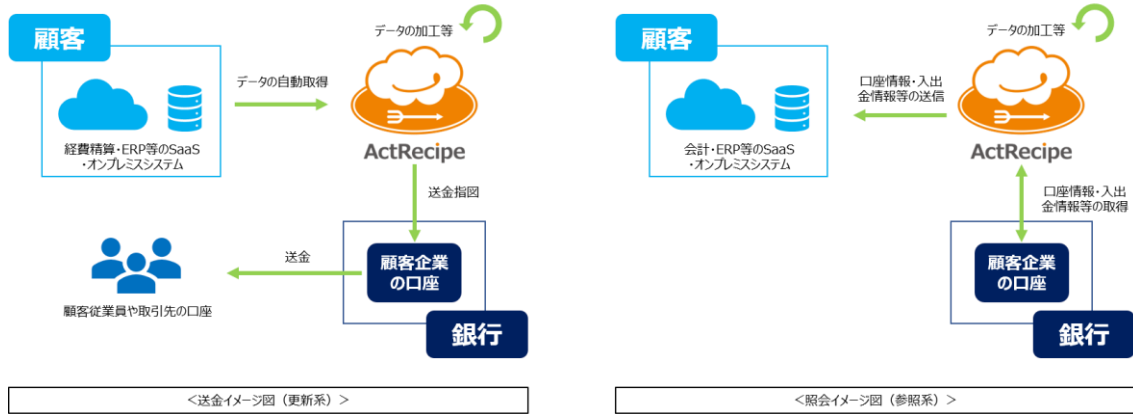 顧客
データの加工等
データの自動取得
経費精算・ERP等のSaaS
・オンプレミスシステム
ActRecipe
送金指図
送金
顧客企業
の口座
顧客従業員や取引先の口座
銀行
<送金イメージ図（更新系）>
顧客
データの加工等
口座情報・入出
金情報等の送信
会計・ERP等のSaaS
・オンプレミスシステム
ActRecipe
口座情報・入出
金情報等の取得
顧客企業
の口座
銀行
<照会イメージ図（参照系）>